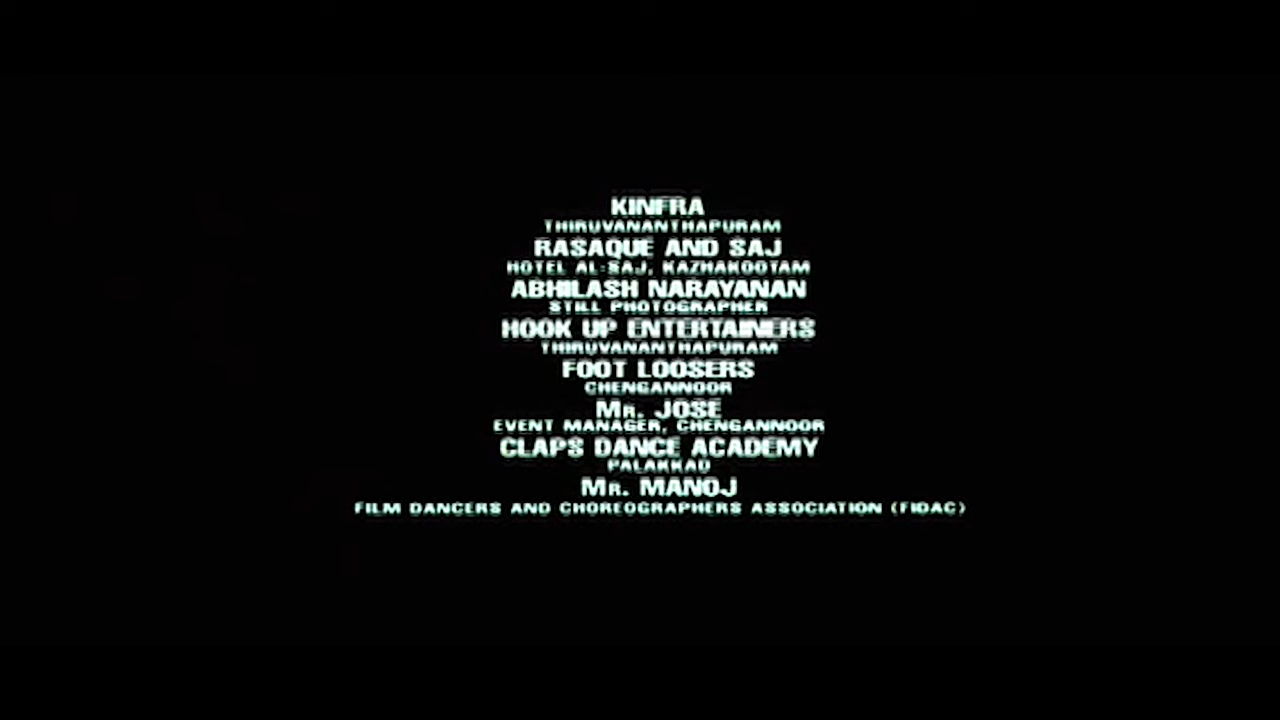 KINFRA
THIRUVANANTHAPURAM
RASAQUE AND SAJ
HOTEL AL-SAJ, KAZHAKOOTAM
ABHILASH NARAYANAN
STILL PHOTOGRAPHER
HOOK UP ENTERTAINERS
THIRUVANANTHAPURAM
FOOT LOOSERS
CHENGANNOOR
MR. JOSE
EVENT MANAGER, CHENGANNOOR
CLAPS DANCE ACADEMY
PALAKKAD
MR. MANOJ
FILM DANCERS AND CHOREOGRAPHERS ASSOCIATION (FIDAC)